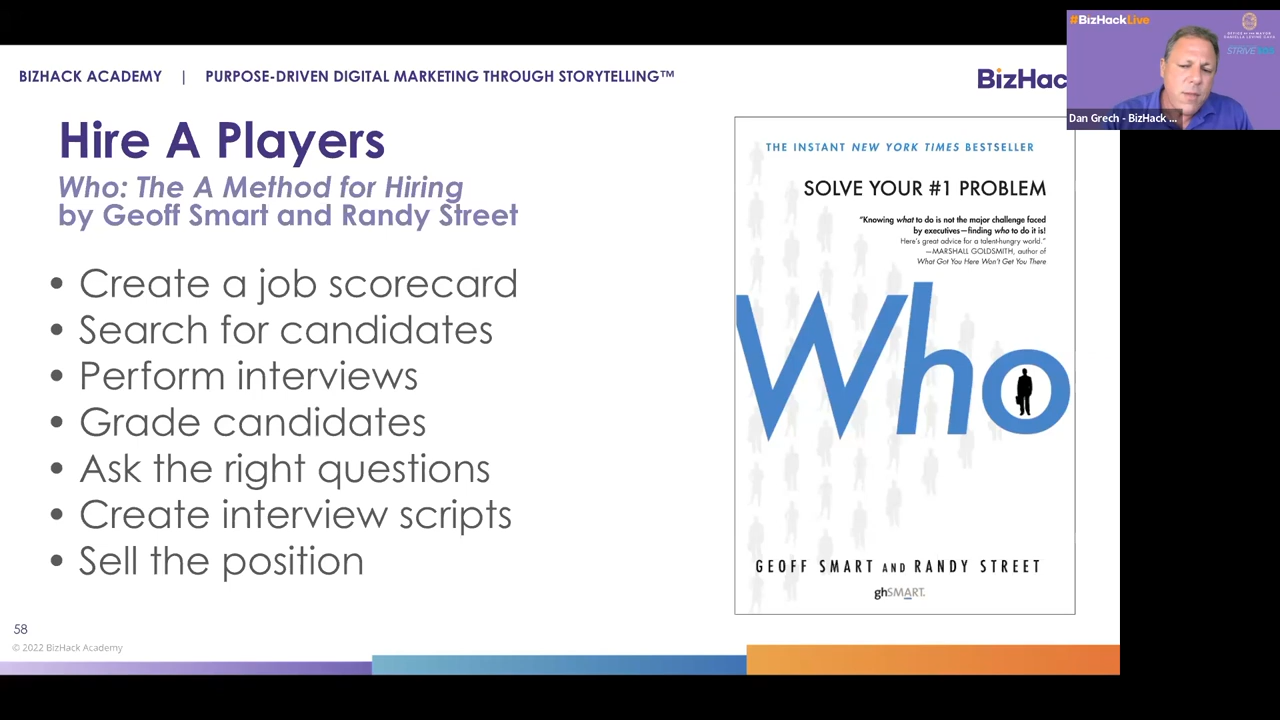 BIZHACK ACADEMY | PURPOSE-DRIVEN DIGITAL MARKETING THROUGH STORYTELLING™
BizHac
#BizHackLive
Dan Grech - BizHack ...
Hire A Players
Who: The A Method for Hiring
by Geoff Smart and Randy Street
• Create a job scorecard
• Search for candidates
• Perform interviews
• Grade candidates
• Ask the right questions
• Create interview scripts
• Sell the position
THE INSTANT NEW YORK TIMES BESTSELLER
SOLVE YOUR #1 PROBLEM
"Knowing what to do is not the major challenge faced
by executives—finding who to do it is!
Here's great advice for a talent-hungry world."
—MARSHALL GOLDSMITH, author of
What Got You Here Won't Get You There
Who
GEOFF SMART AND RANDY STREET
ghSMART.
58
© 2022 BizHack Academy